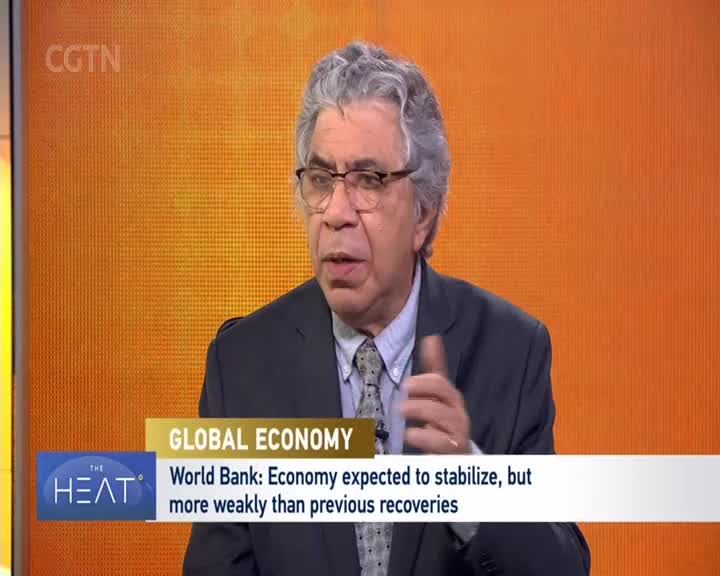 CGTN
GLOBAL ECONOMY
THE
HEAT
World Bank: Economy expected to stabilize, but
more weakly than previous recoveries